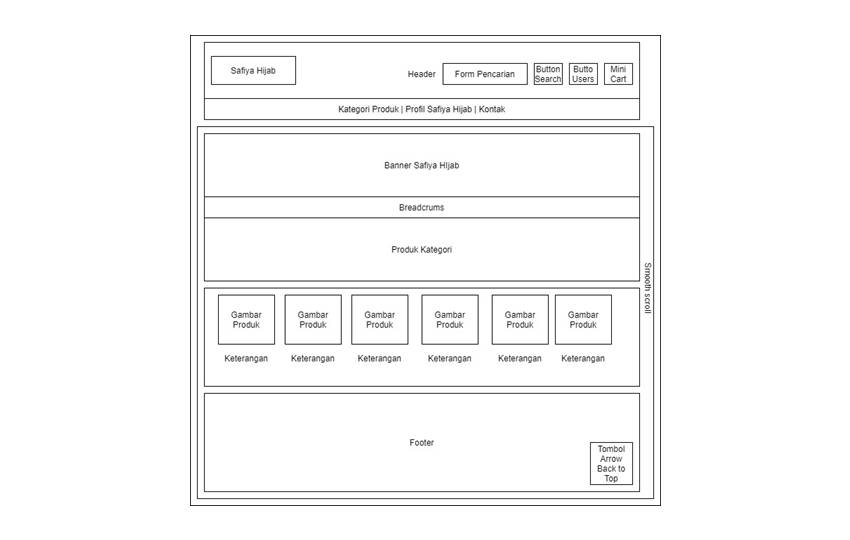 Safiya Hijab
Header
Form Pencarian
Button
Search
Butto
Users
Mini
Cart
Kategori Produk | Profil Safiya Hijab | Kontak
Banner Safiya HIjab
Breadcrums
Produk Kategori
Smooth scroll
Gambar
Produk
Gambar
Produk
Gambar
Produk
Gambar
Produk
Gambar
Produk
Gambar
Produk
Keterangan
Keterangan
Keterangan
Keterangan
Keterangan
Keterangan
Footer
Tombol
Arrow
Back to
Top